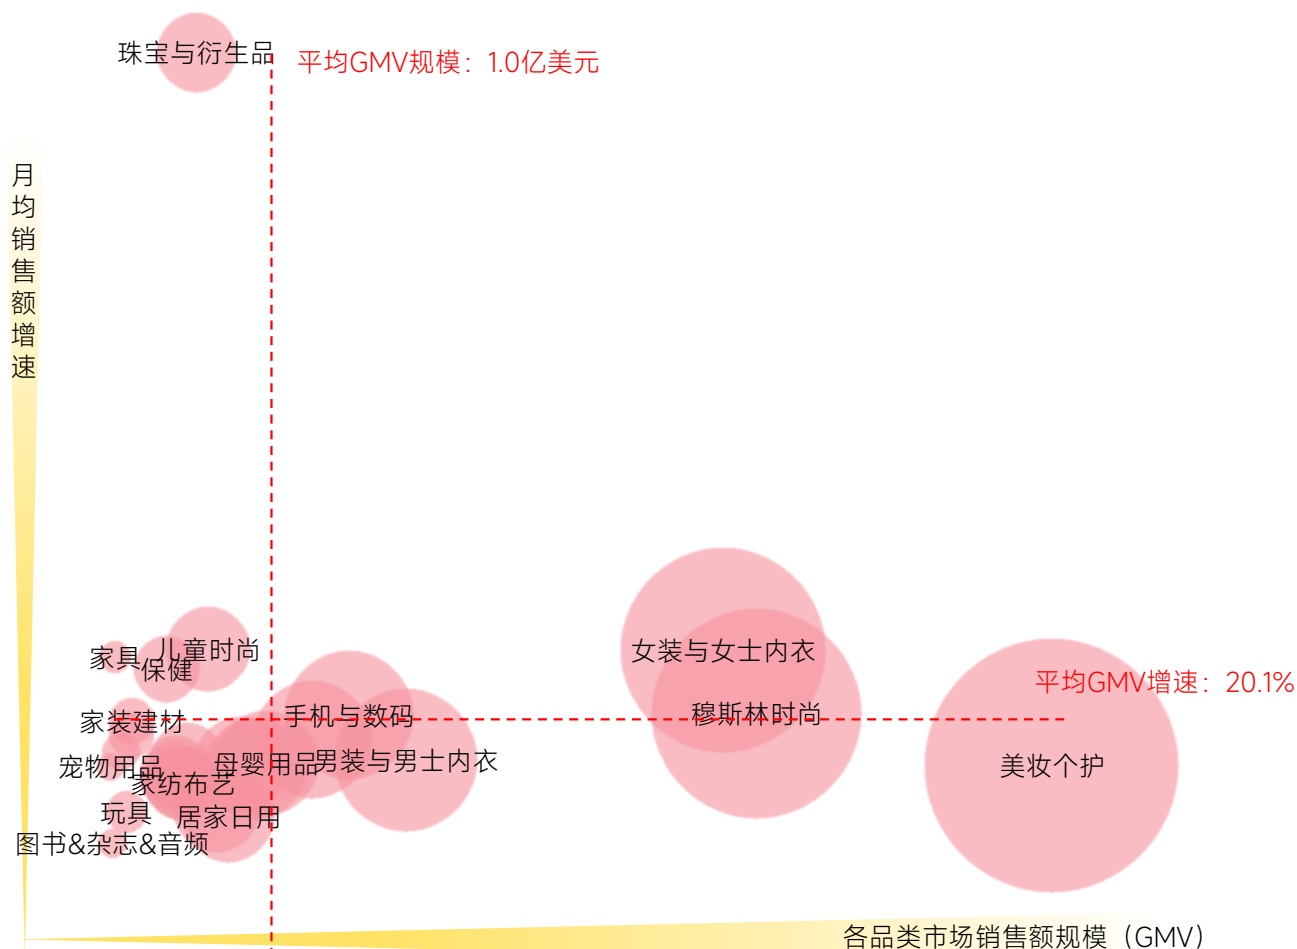 珠宝与衍生品
平均GMV规模：1.0亿美元
月均销售额增速
儿童时尚
家具
保健
女装与女士内衣
平均GMV增速：20.1%
家装建材
手机与数码
穆斯林时尚
宠物用品
母婴用品
男装与男士内衣
美妆个护
家纺布艺
玩具
居家日用
图书&杂志&音频
各品类市场销售额规模（GMV）